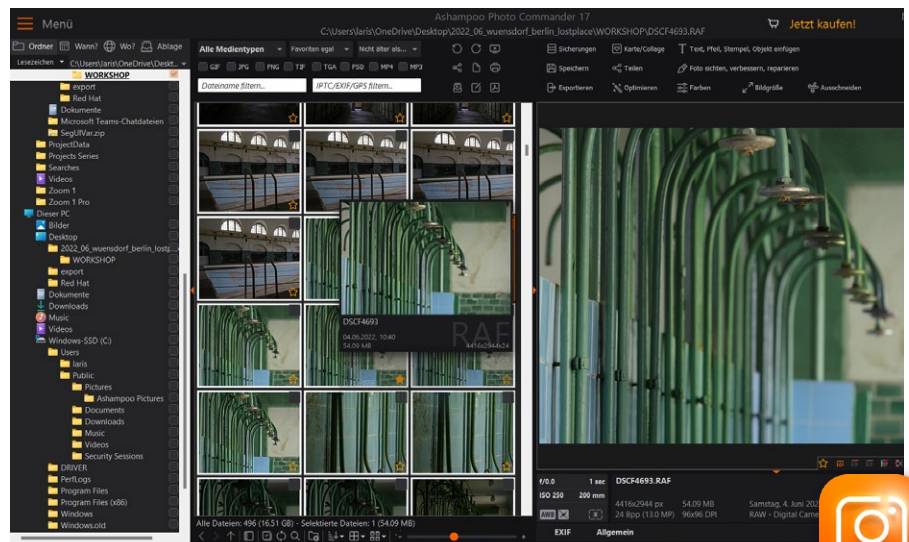 Menü
Ashampoo Photo Commander 17
C:\Users\laris\OneDrive\Desktop\2022_06_wuensdorf_berlin_lostplace\WORKSHOP\DSCF4693.RAF
Jetzt kaufen!
Ordner Wann? Wo? Ablage
Lesezeichen C:\Users\laris\OneDrive\Deskt...
WORKSHOP
export
Red Hat
Dokumente
Microsoft Teams-Chatdateien
SegUIVar.zip
ProjectData
Projects Series
Searches
Videos
Zoom 1
Zoom 1 Pro
Dieser PC
Bilder
Desktop
2022_06_wuensdorf_berlin_lostp...
WORKSHOP
export
Red Hat
Dokumente
Downloads
Music
Videos
Windows-SSD (C:)
Users
laris
Public
Pictures
Ashampoo Pictures
Documents
Downloads
Music
Videos
Security Sessions
DRIVER
PerfLogs
Program Files
Program Files (x86)
Windows
Windows.old
Alle Medientypen Favoriten egal Nicht älter als...
GIF JPG PNG TIF TGA PSD MP4 MP3
Dateiname filtern... IPTC/EXIF/GPS filtern...
Sicherungen Karte/Collage Text, Pfeil, Stempel, Objekt einfügen
Speichern Teilen Foto sichten, verbessern, reparieren
Exportieren Optimieren Farben Bildgröße Ausschneiden
DSCF4693
04.06.2022, 10:40
54.09 MB
RAF
4416x2944x24
Alle Dateien: 496 (16.51 GB) - Selektierte Dateien: 1 (54.09 MB)
f/0.0 1 sec DSCF4693.RAF
ISO 250 200 mm
4416x2944 px 54.09 MB Samstag, 4. Juni 202
AWB 24 Bpp (13.0 MP) 96x96 DPI RAW - Digital Came
EXIF Allgemein